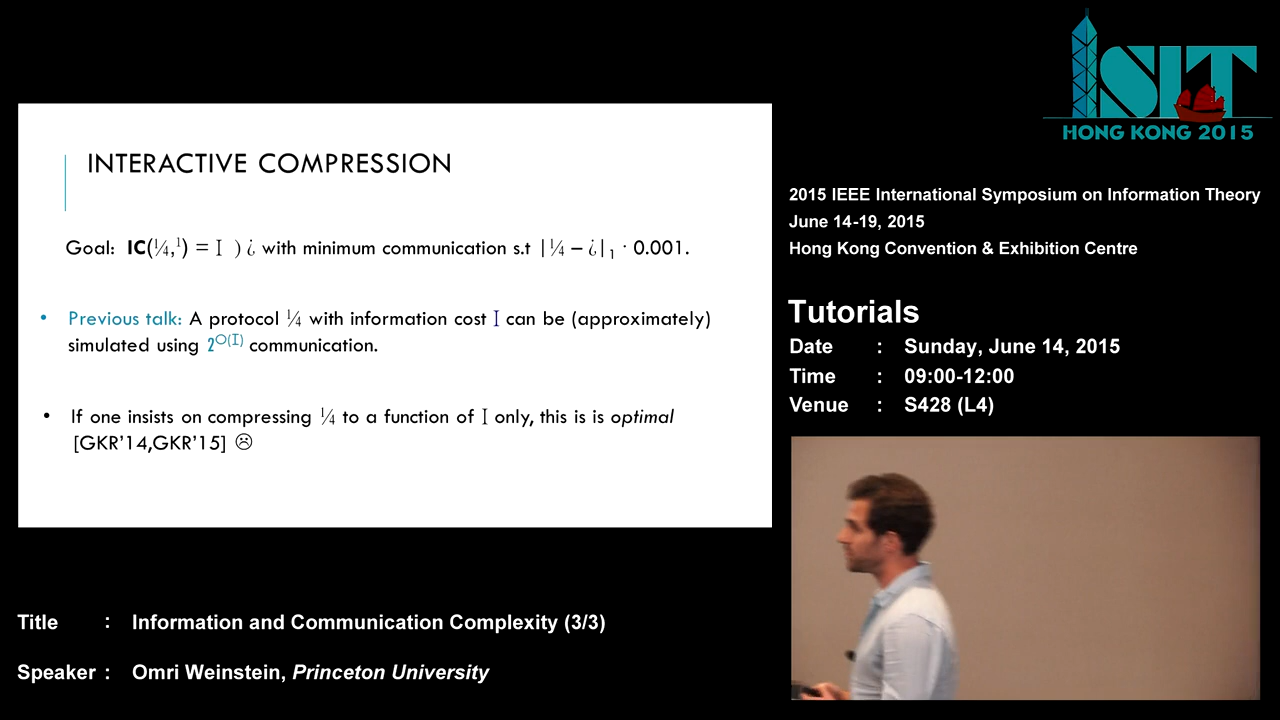 ISIT
HONG KONG 2015
INTERACTIVE COMPRESSION
Goal: IC(¼,¹) = I ) ¿ with minimum communication s.t |¼ – ¿|₁ · 0.001.
• Previous talk: A protocol ¼ with information cost I can be (approximately)
simulated using 2^O(I) communication.
• If one insists on compressing ¼ to a function of I only, this is is optimal
[GKR'14,GKR'15] ☹
2015 IEEE International Symposium on Information Theory
June 14-19, 2015
Hong Kong Convention & Exhibition Centre
Tutorials
Date : Sunday, June 14, 2015
Time : 09:00-12:00
Venue : S428 (L4)
Title : Information and Communication Complexity (3/3)
Speaker : Omri Weinstein, Princeton University